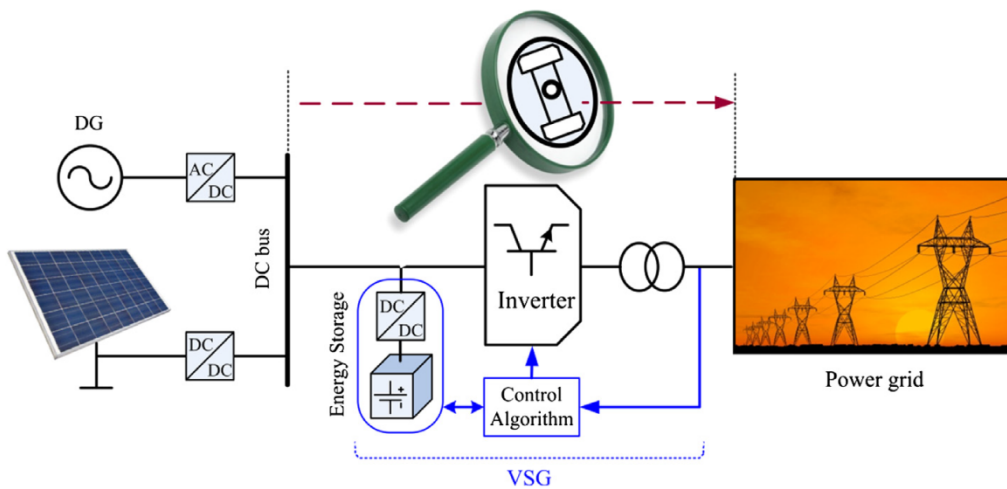 DG
AC
DC
DC bus
DC
DC
Energy Storage
DC
DC
Inverter
Control
Algorithm
VSG
Power grid